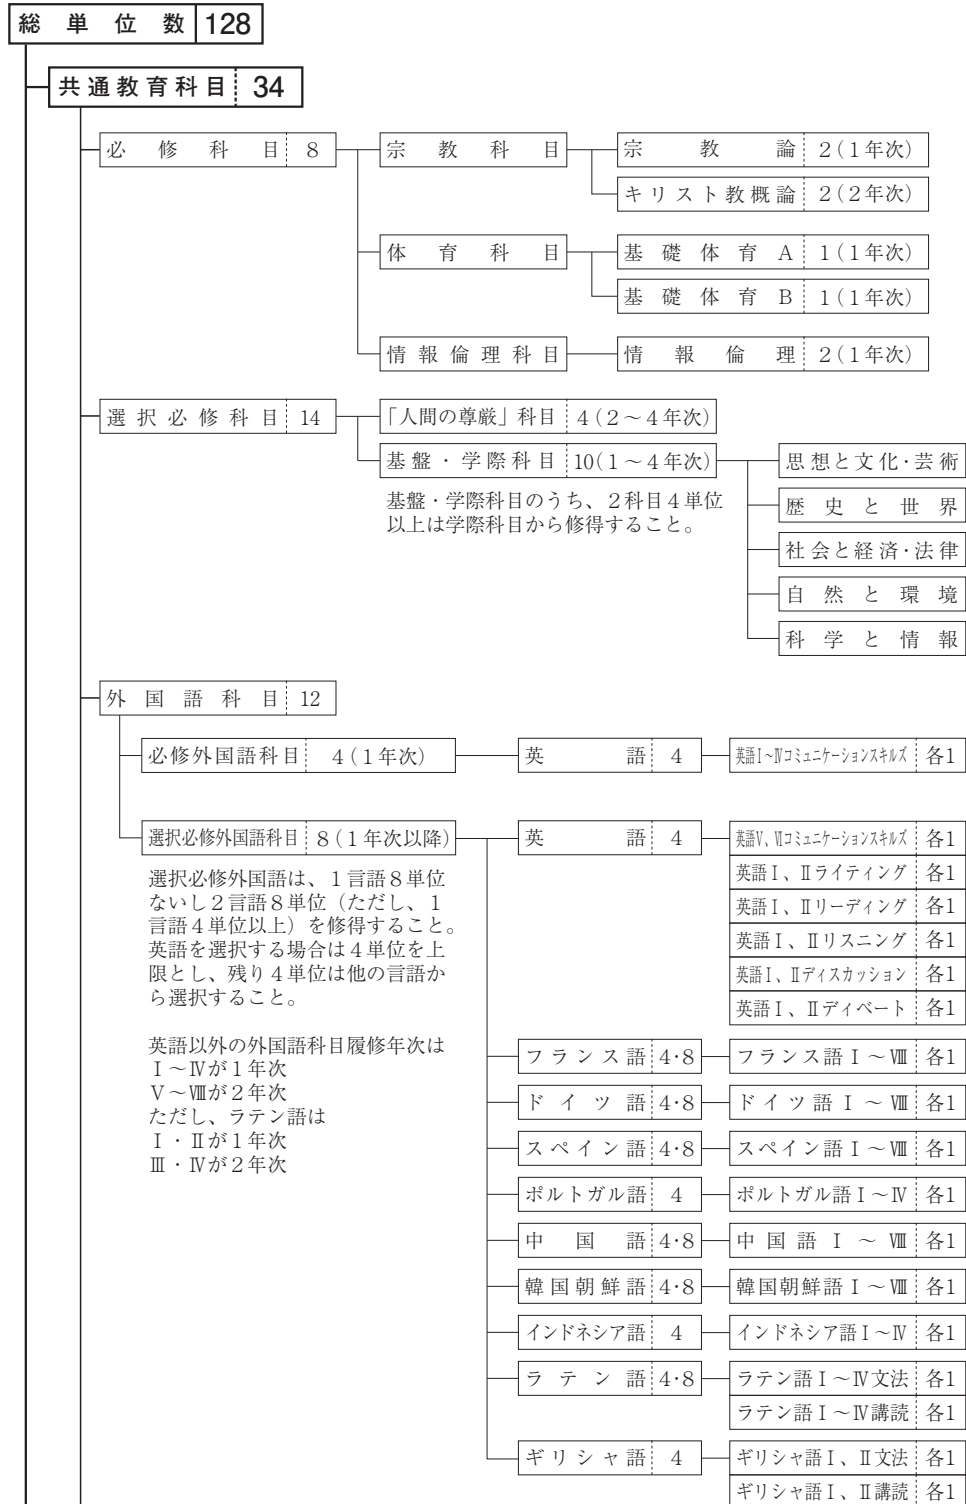 総単位数 128
共通教育科目 34
必修科目 8
宗教科目
宗教論 2(1年次)
キリスト教概論 2(2年次)
体育科目
基礎体育A 1(1年次)
基礎体育B 1(1年次)
情報倫理科目
情報倫理 2(1年次)
選択必修科目 14
「人間の尊厳」科目 4(2～4年次)
基盤・学際科目 10(1～4年次)
基盤・学際科目のうち、2科目4単位
以上は学際科目から修得すること。
思想と文化・芸術
歴史と世界
社会と経済・法律
自然と環境
科学と情報
外国語科目 12
必修外国語科目 4(1年次)
英語 4
英語Ⅰ～Ⅳコミュニケーションスキルズ 各1
選択必修外国語科目 8(1年次以降)
選択必修外国語は、1言語8単位
ないし2言語8単位（ただし、1
言語4単位以上）を修得すること。
英語を選択する場合は4単位を上
限とし、残り4単位は他の言語か
ら選択すること。
英語以外の外国語科目履修年次は
Ⅰ～Ⅳが1年次
Ⅴ～Ⅷが2年次
ただし、ラテン語は
Ⅰ・Ⅱが1年次
Ⅲ・Ⅳが2年次
英語 4
英語Ⅴ、Ⅵコミュニケーションスキルズ 各1
英語Ⅰ、Ⅱライティング 各1
英語Ⅰ、Ⅱリーディング 各1
英語Ⅰ、Ⅱリスニング 各1
英語Ⅰ、Ⅱディスカッション 各1
英語Ⅰ、Ⅱディベート 各1
フランス語 4・8 フランス語Ⅰ～Ⅷ 各1
ドイツ語 4・8 ドイツ語Ⅰ～Ⅷ 各1
スペイン語 4・8 スペイン語Ⅰ～Ⅷ 各1
ポルトガル語 4 ポルトガル語Ⅰ～Ⅳ 各1
中国語 4・8 中国語Ⅰ～Ⅷ 各1
韓国朝鮮語 4・8 韓国朝鮮語Ⅰ～Ⅷ 各1
インドネシア語 4 インドネシア語Ⅰ～Ⅳ 各1
ラテン語 4・8 ラテン語Ⅰ～Ⅳ文法 各1
ラテン語Ⅰ～Ⅳ講読 各1
ギリシャ語 4 ギリシャ語Ⅰ、Ⅱ文法 各1
ギリシャ語Ⅰ、Ⅱ講読 各1